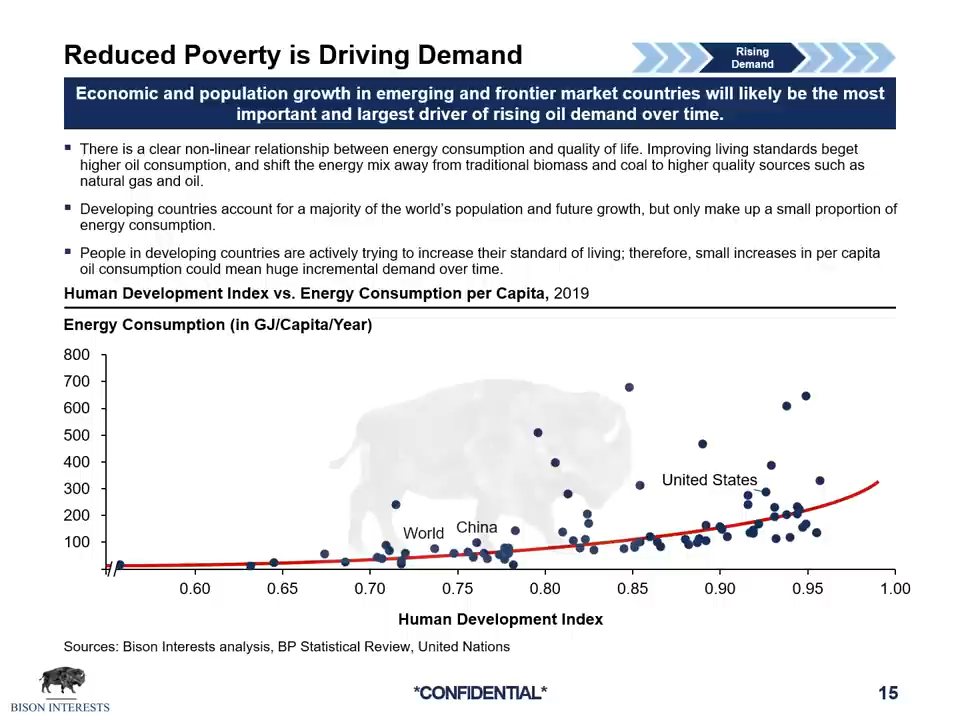 Reduced Poverty is Driving Demand
Rising
Demand
Economic and population growth in emerging and frontier market countries will likely be the most
important and largest driver of rising oil demand over time.
▪ There is a clear non-linear relationship between energy consumption and quality of life. Improving living standards beget
higher oil consumption, and shift the energy mix away from traditional biomass and coal to higher quality sources such as
natural gas and oil.
▪ Developing countries account for a majority of the world's population and future growth, but only make up a small proportion of
energy consumption.
▪ People in developing countries are actively trying to increase their standard of living; therefore, small increases in per capita
oil consumption could mean huge incremental demand over time.
Human Development Index vs. Energy Consumption per Capita, 2019
Energy Consumption (in GJ/Capita/Year)
800
700
600
500
400
300
200
100
United States
World
China
0.60 0.65 0.70 0.75 0.80 0.85 0.90 0.95 1.00
Human Development Index
Sources: Bison Interests analysis, BP Statistical Review, United Nations
BISON INTERESTS
*CONFIDENTIAL*
15